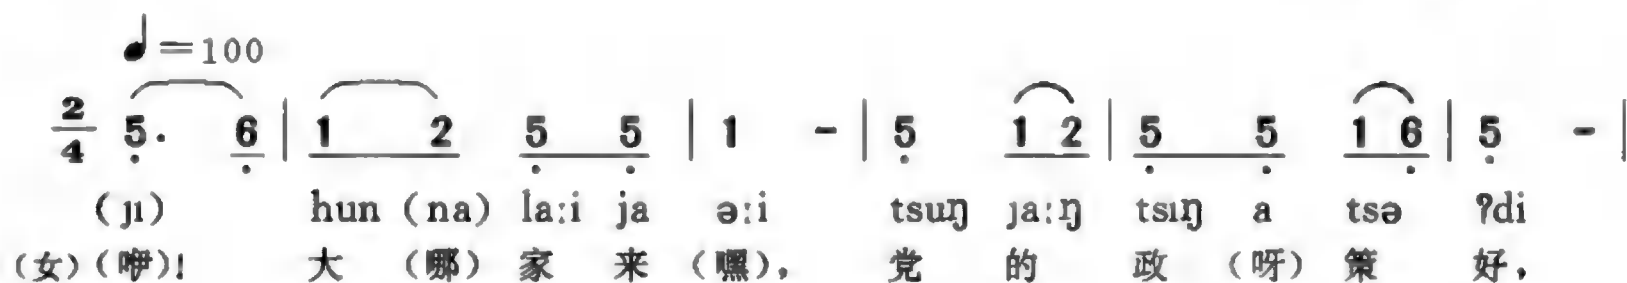 ♩=100
2/4 5. 6 | 1 2 5 5 | 1 - | 5 1 2 | 5 5 1 6 | 5 - |
(ȷɪ) hun (na) la:i ja ə:i tsuŋ ȷa:ŋ tsɪŋ a tsə ʔdi
(女)(咿)! 大(哪)家来(嘿), 党的政(呀)策好,